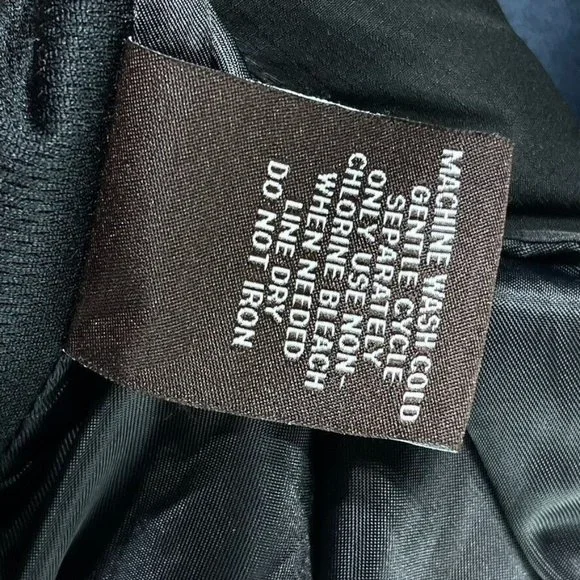 MACHINE WASH COLD
GENTLE CYCLE
SEPARATELY
ONLY USE NON-
CHLORINE BLEACH
WHEN NEEDED
LINE DRY
DO NOT IRON